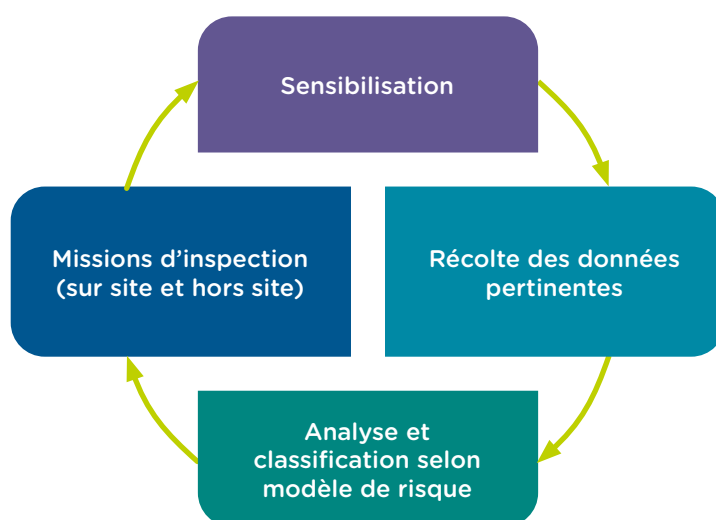 Sensibilisation
Missions d’inspection
(sur site et hors site)
Récolte des données
pertinentes
Analyse et
classification selon
modèle de risque